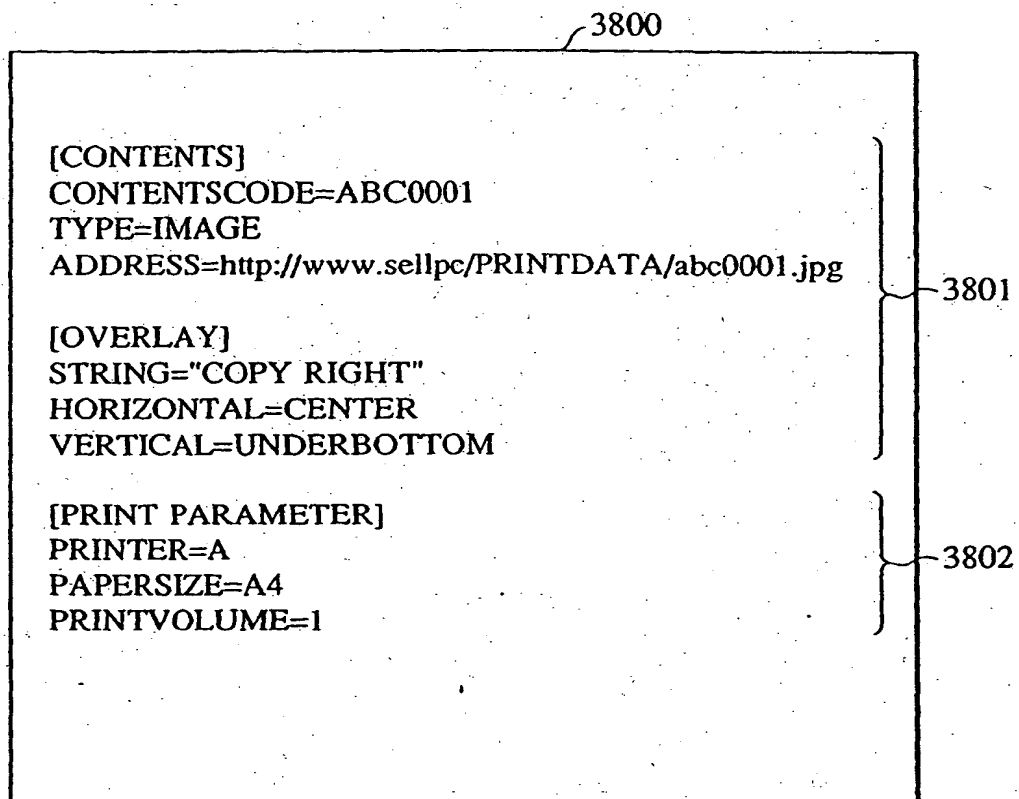 3800
[CONTENTS]
CONTENTSCODE=ABC0001
TYPE=IMAGE
ADDRESS=http://www.sellpc/PRINTDATA/abc0001.jpg
3801
[OVERLAY]
STRING="COPY RIGHT"
HORIZONTAL=CENTER
VERTICAL=UNDERBOTTOM
[PRINT PARAMETER]
PRINTER=A
3802
PAPERSIZE=A4
PRINTVOLUME=1